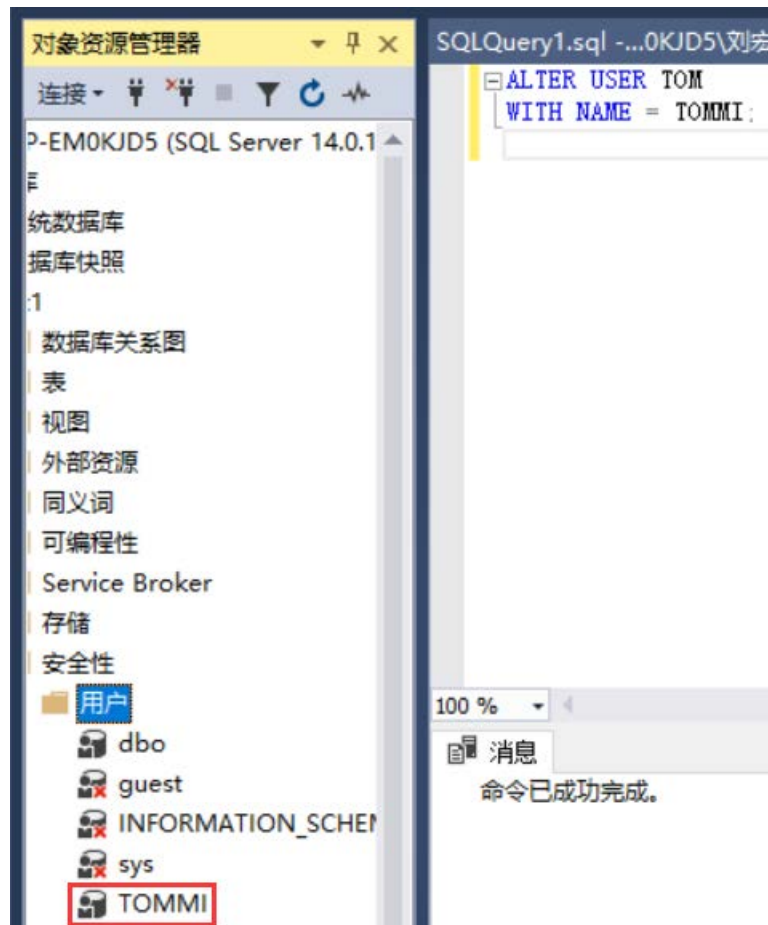 对象资源管理器
连接
P-EM0KJD5 (SQL Server 14.0.1
库
统数据库
据库快照
:1
数据库关系图
表
视图
外部资源
同义词
可编程性
Service Broker
存储
安全性
用户
dbo
guest
INFORMATION_SCHE
sys
TOMMI
SQLQuery1.sql -...0KJD5\刘宏
ALTER USER TOM
WITH NAME = TOMMI;
100 %
消息
命令已成功完成。